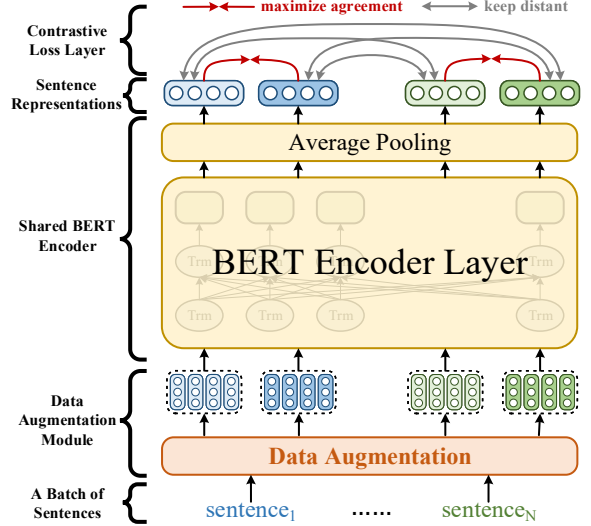 maximize agreement
keep distant
Contrastive
Loss Layer
Sentence
Representations
Average Pooling
Shared BERT
Encoder
BERT Encoder Layer
Trm
Trm
Trm
Trm
Trm
Trm
Trm
Trm
Data
Augmentation
Module
Data Augmentation
A Batch of
Sentences
sentence1
......
sentenceN